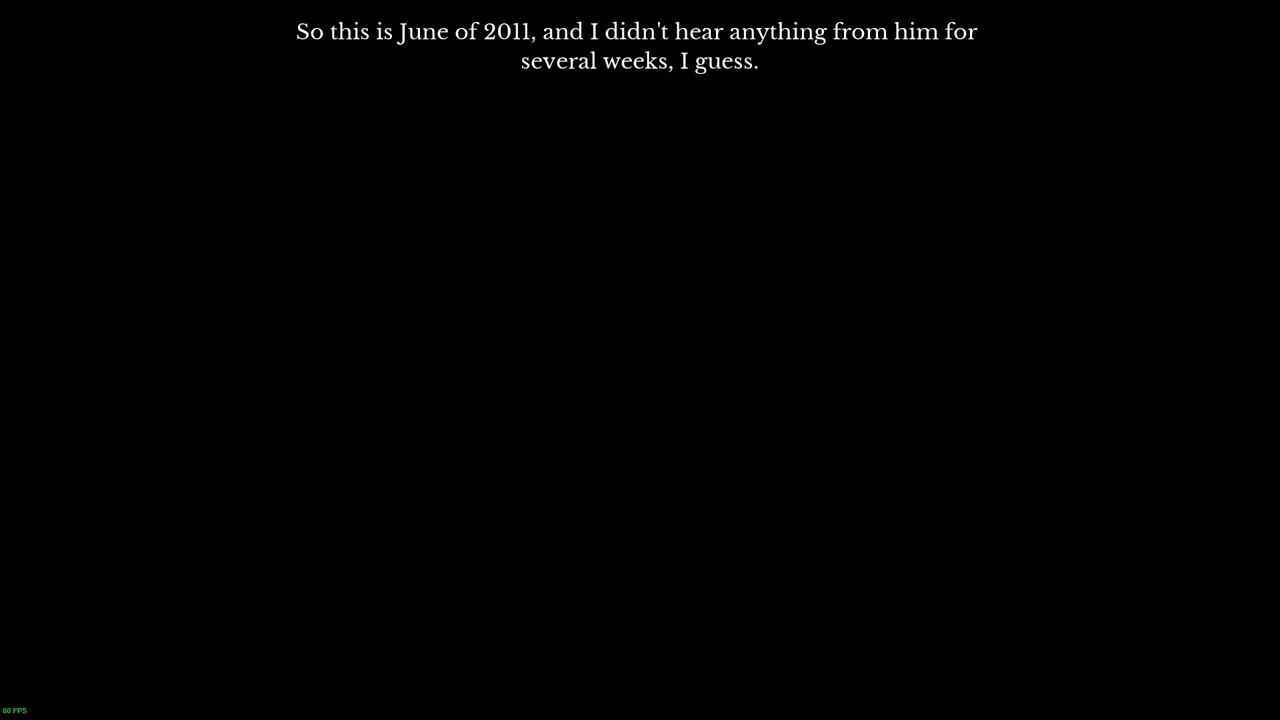 So this is June of 2011, and I didn't hear anything from him for
several weeks, I guess.
60 FPS